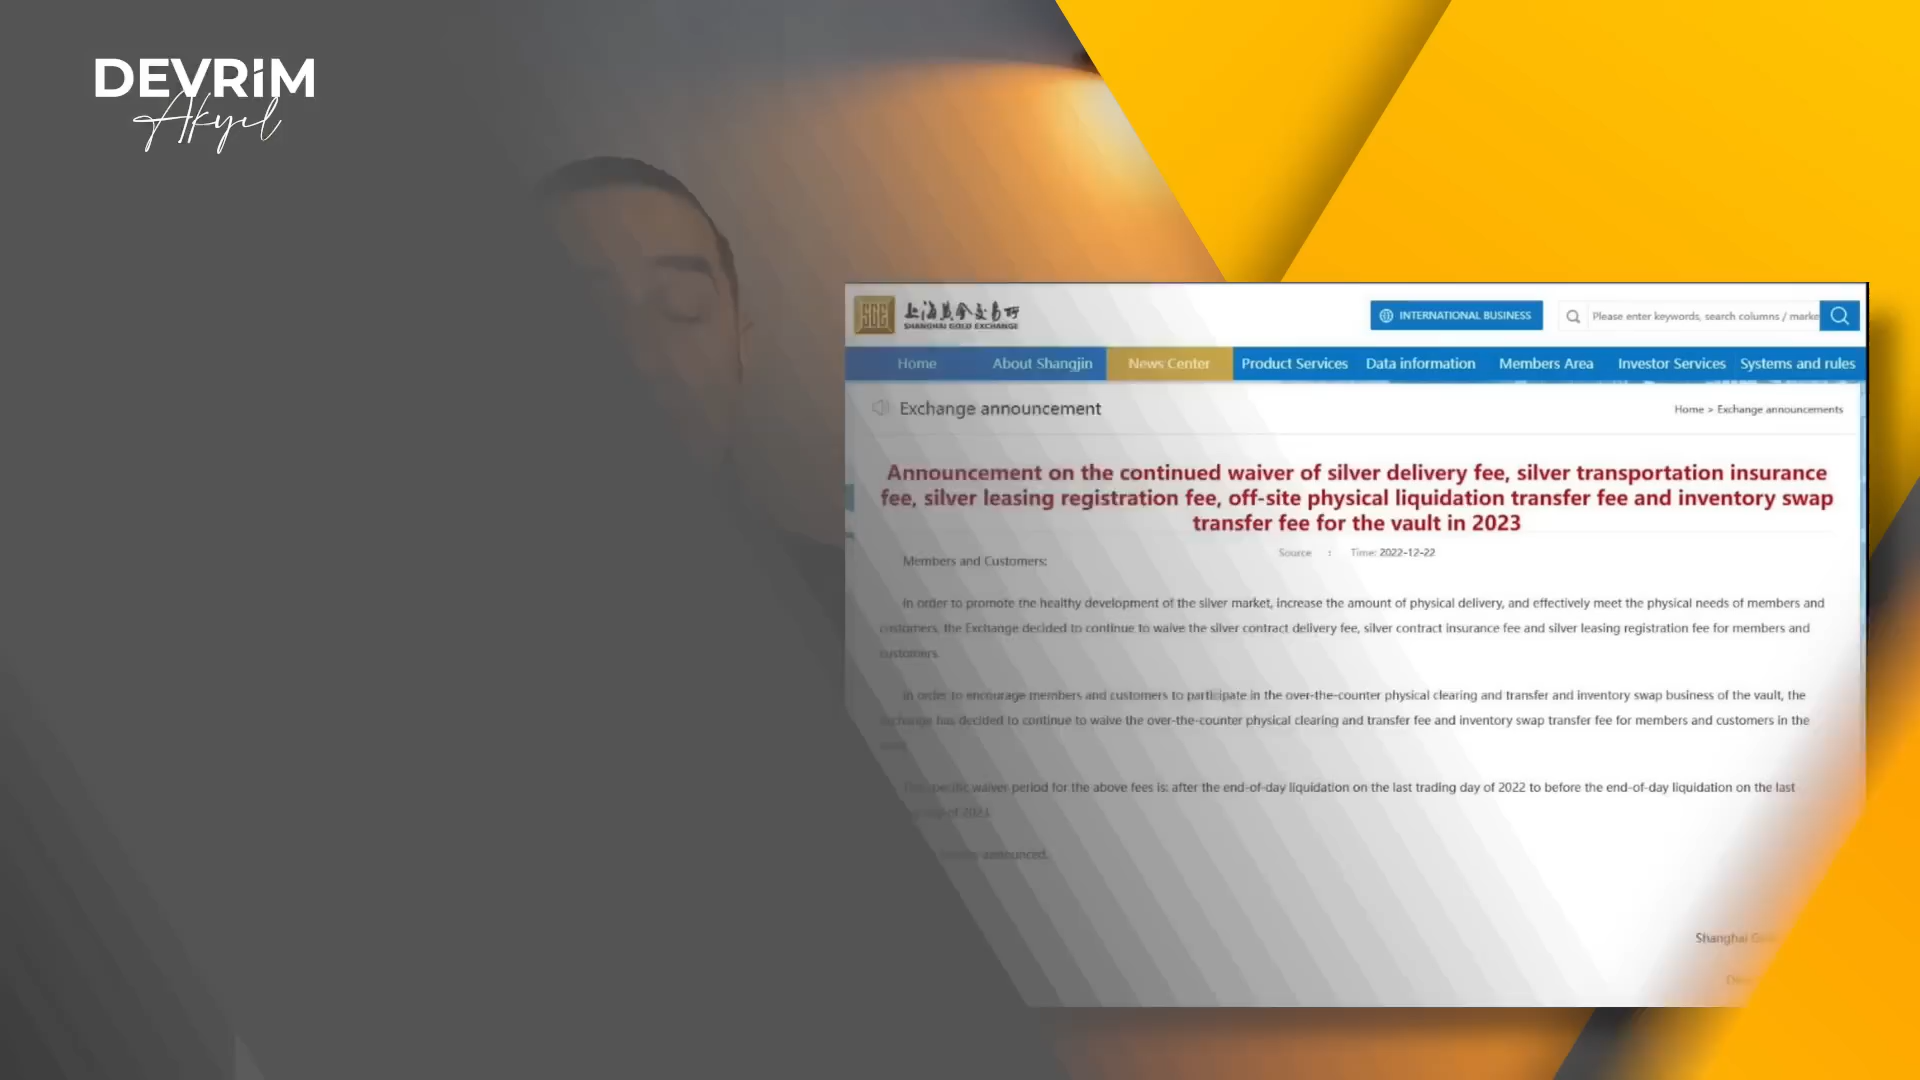 DEVRiM
Akyıl
SGE 上海黄金交易所
SHANGHAI GOLD EXCHANGE
INTERNATIONAL BUSINESS
Please enter keywords, search columns / marke
Home About Shangjin News Center Product Services Data information Members Area Investor Services Systems and rules
Exchange announcement
Home > Exchange announcements
Announcement on the continued waiver of silver delivery fee, silver transportation insurance
fee, silver leasing registration fee, off-site physical liquidation transfer fee and inventory swap
transfer fee for the vault in 2023
Source : Time: 2022-12-22
Members and Customers:
In order to promote the healthy development of the silver market, increase the amount of physical delivery, and effectively meet the physical needs of members and
customers, the Exchange decided to continue to waive the silver contract delivery fee, silver contract insurance fee and silver leasing registration fee for members and
customers.
In order to encourage members and customers to participate in the over-the-counter physical clearing and transfer and inventory swap business of the vault, the
exchange has decided to continue to waive the over-the-counter physical clearing and transfer fee and inventory swap transfer fee for members and customers in the
waiver period for the above fees is: after the end-of-day liquidation on the last trading day of 2022 to before the end-of-day liquidation on the last
of 2023.
announced.
Shanghai